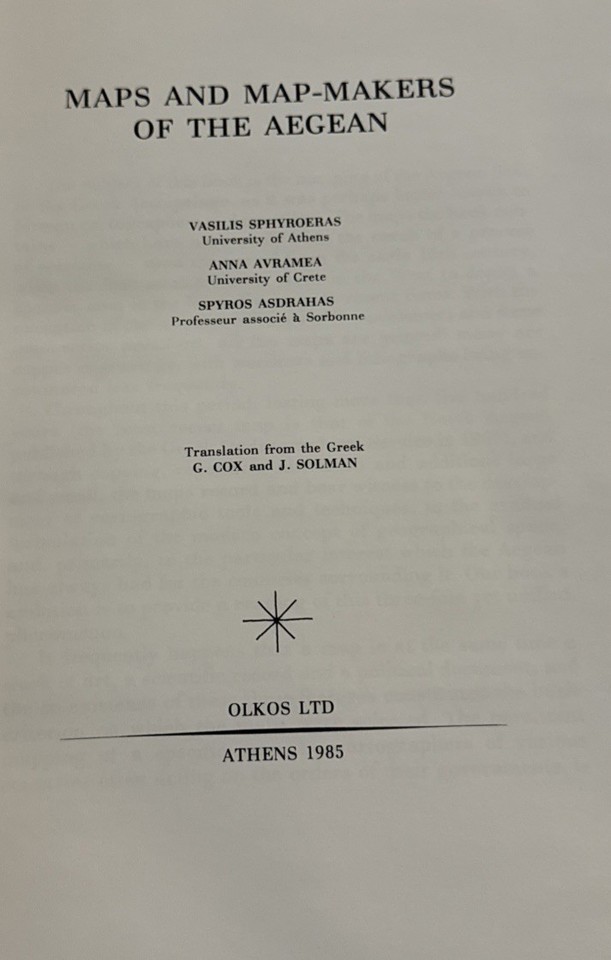 MAPS AND MAP-MAKERS
OF THE AEGEAN
VASILIS SPHYROERAS
University of Athens
ANNA AVRAMEA
University of Crete
SPYROS ASDRAHAS
Professeur associé à Sorbonne
Translation from the Greek
G. COX and J. SOLMAN
OLKOS LTD
ATHENS 1985